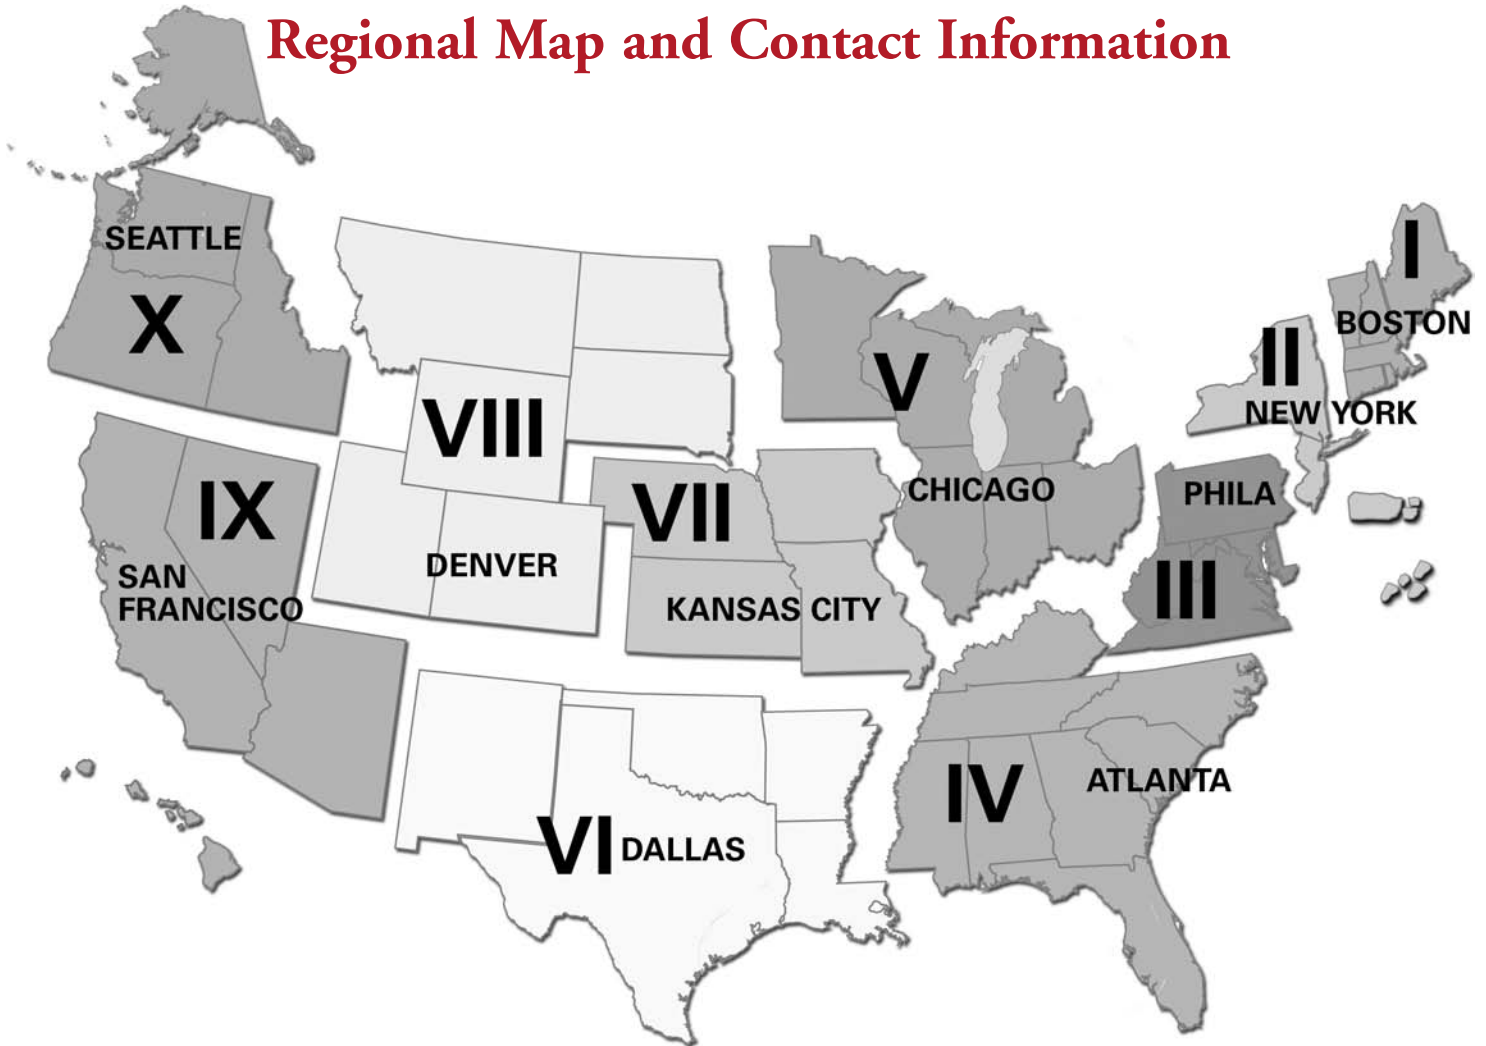 Regional Map and Contact Information
SEATTLE
X
I
BOSTON
II
NEW YORK
V
CHICAGO
VIII
DENVER
VII
KANSAS CITY
IX
SAN
FRANCISCO
PHILA
III
IV
ATLANTA
VI DALLAS